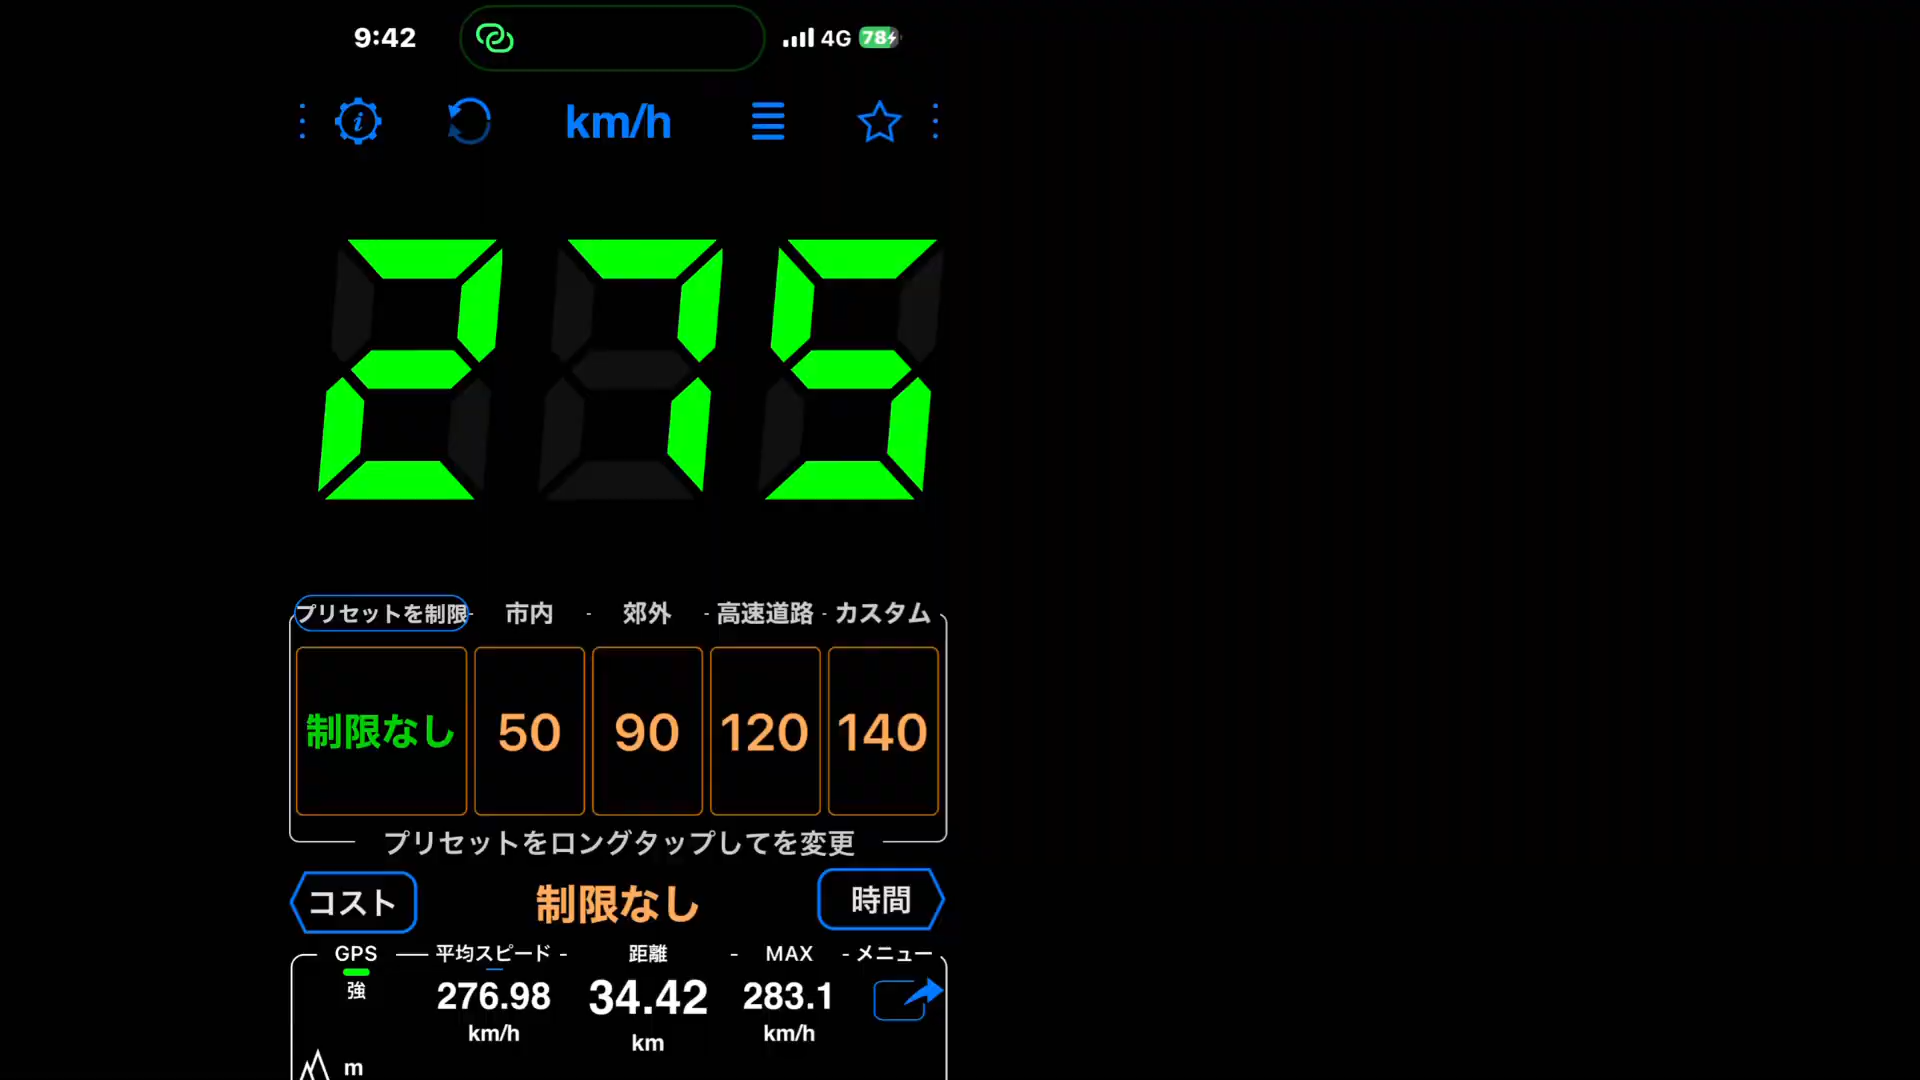 9:42
4G 78
km/h
275
プリセットを制限 - 市内 - 郊外 - 高速道路 - カスタム
制限なし 50 90 120 140
プリセットをロングタップしてを変更
コスト 制限なし 時間
GPS 平均スピード - 距離 - MAX - メニュー
強 276.98 34.42 283.1
km/h km km/h
m